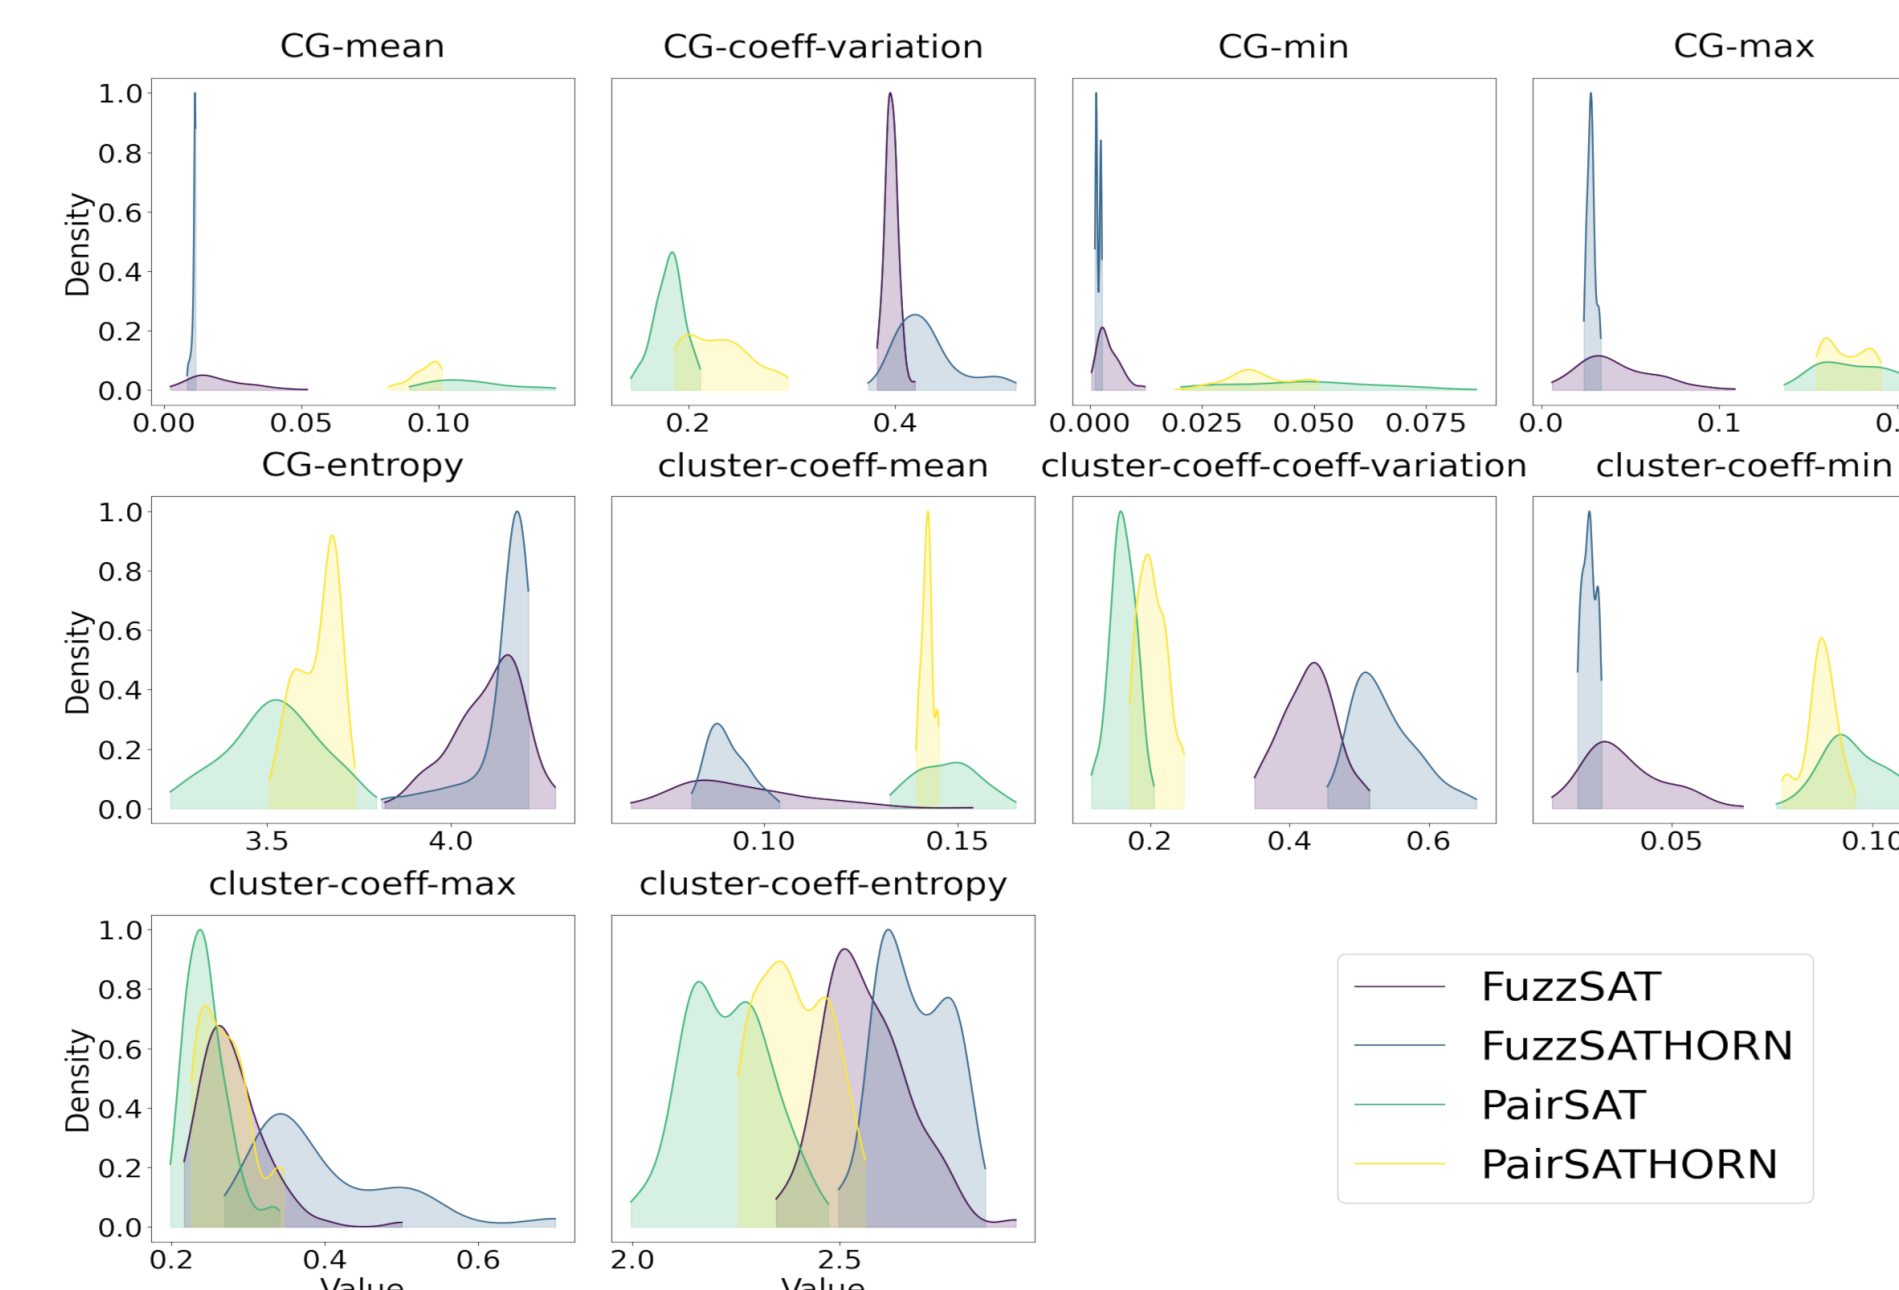 CG-mean CG-coeff-variation CG-min CG-max
Density
1.0
0.8
0.6
0.4
0.2
0.0
0.00 0.05 0.10 0.2 0.4 0.000 0.025 0.050 0.075 0.0 0.1
CG-entropy cluster-coeff-mean cluster-coeff-coeff-variation cluster-coeff-min
Density
1.0
0.8
0.6
0.4
0.2
0.0
3.5 4.0 0.10 0.15 0.2 0.4 0.6 0.05 0.10
cluster-coeff-max cluster-coeff-entropy
Density
1.0
0.8
0.6
0.4
0.2
0.0
0.2 0.4 0.6 2.0 2.5
Value Value
FuzzSAT
FuzzSATHORN
PairSAT
PairSATHORN